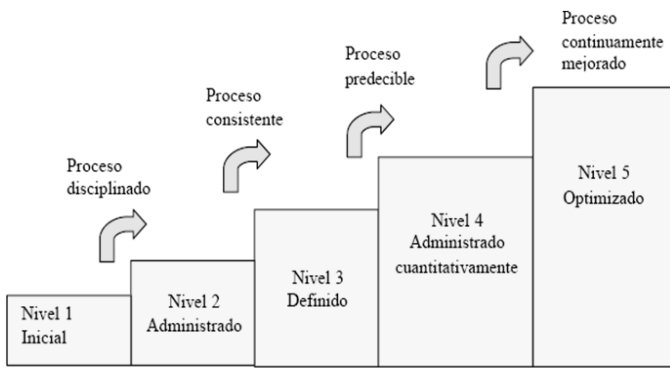 Proceso
continuamente
mejorado
Proceso
predecible
Proceso
consistente
Proceso
disciplinado
Nivel 1
Inicial
Nivel 2
Administrado
Nivel 3
Definido
Nivel 4
Administrado
cuantitativamente
Nivel 5
Optimizado